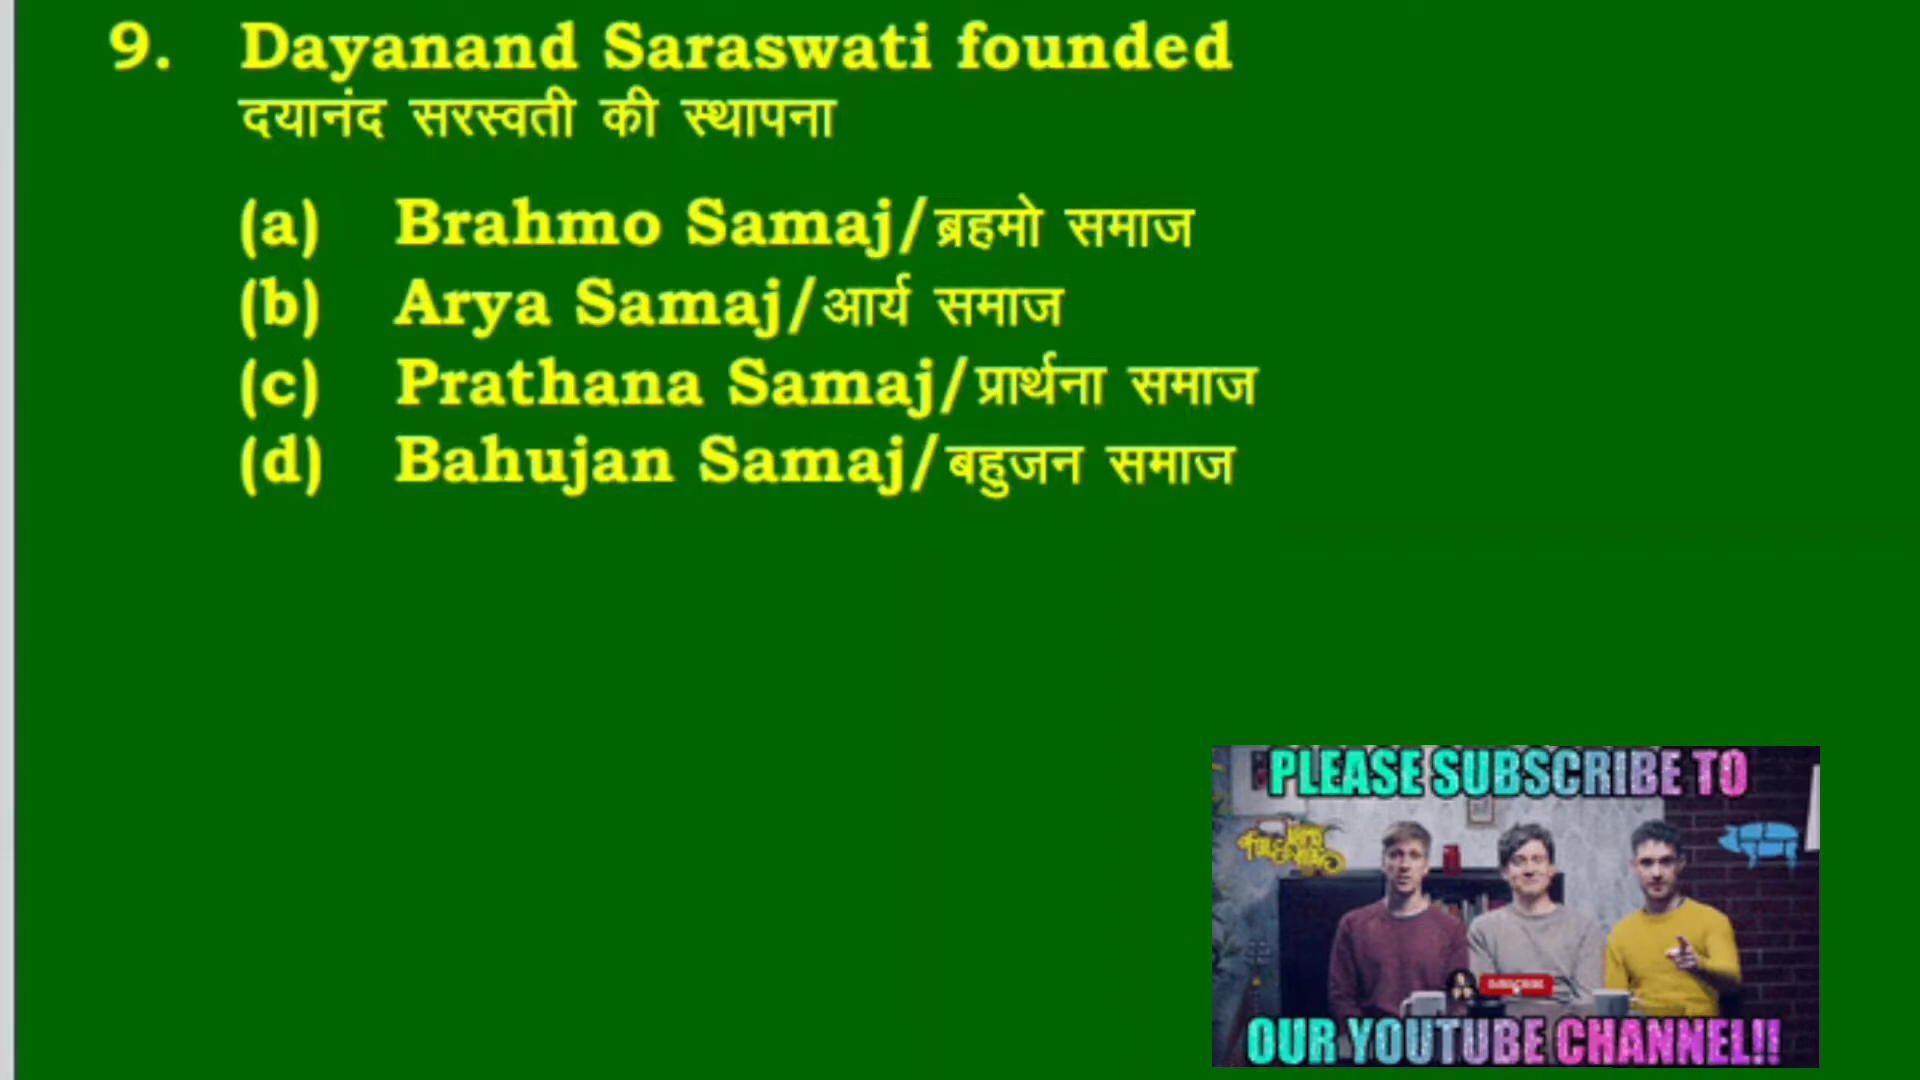 9. Dayanand Saraswati founded
दयानंद सरस्वती की स्थापना
(a) Brahmo Samaj/ब्रहमो समाज
(b) Arya Samaj/आर्य समाज
(c) Prathana Samaj/प्रार्थना समाज
(d) Bahujan Samaj/बहुजन समाज
PLEASE SUBSCRIBE TO
SUBSCRIBE
OUR YOUTUBE CHANNEL!!